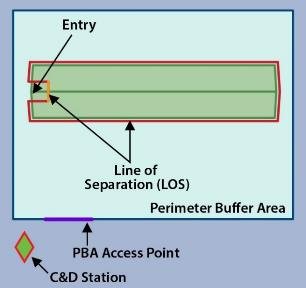 Entry
Line of
Separation (LOS)
Perimeter Buffer Area
PBA Access Point
C&D Station